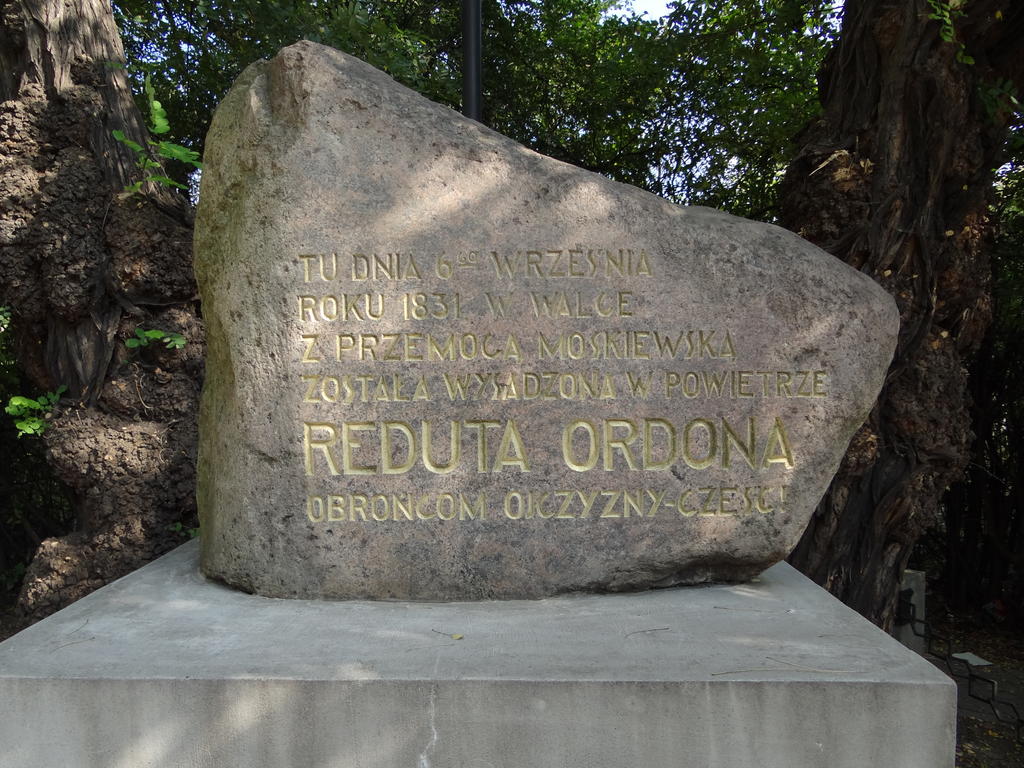 TU DNIA 6GO WRZEŚNIA
ROKU 1831 W WALCE
Z PRZEMOCĄ MOSKIEWSKĄ
ZOSTAŁA WYSADZONA W POWIETRZE
REDUTA ORDONA
OBROŃCOM OJCZYZNY-CZEŚĆ!